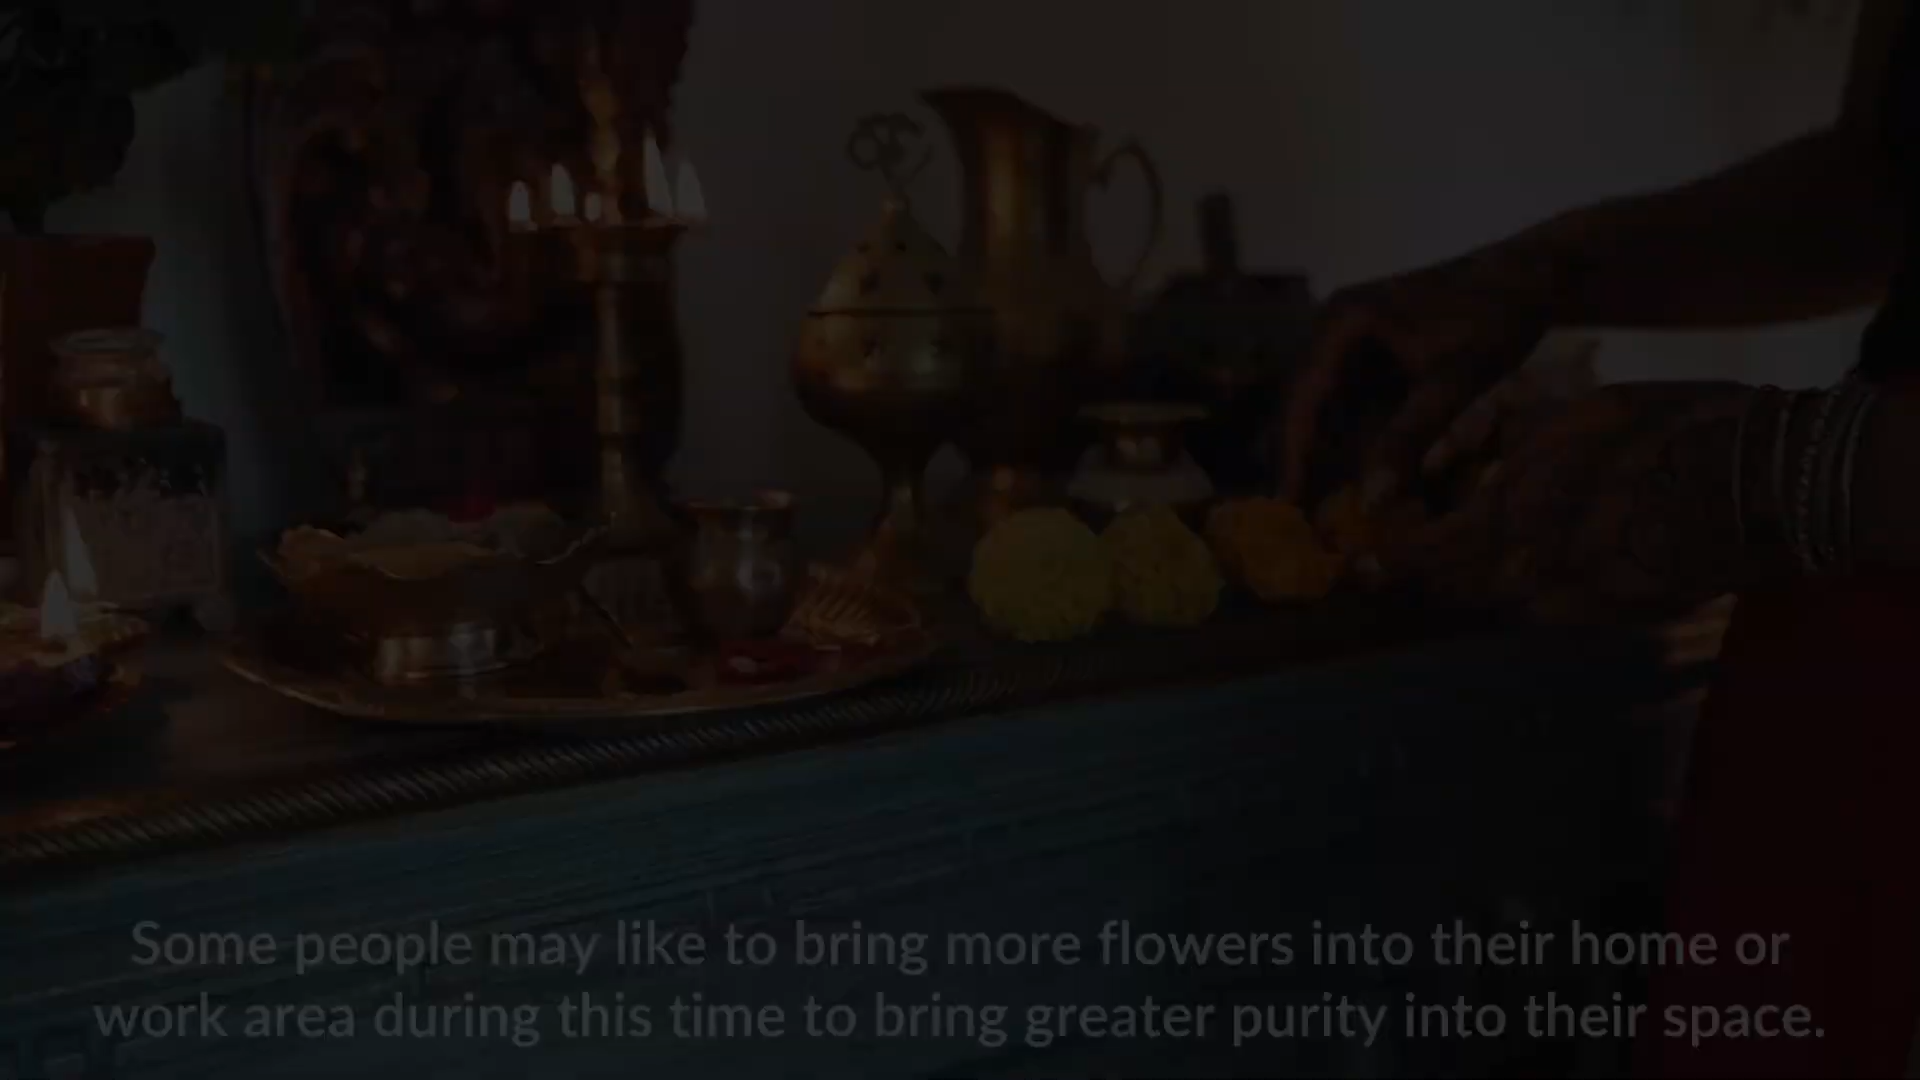 Some people may like to bring more flowers into their home or
work area during this time to bring greater purity into their space.